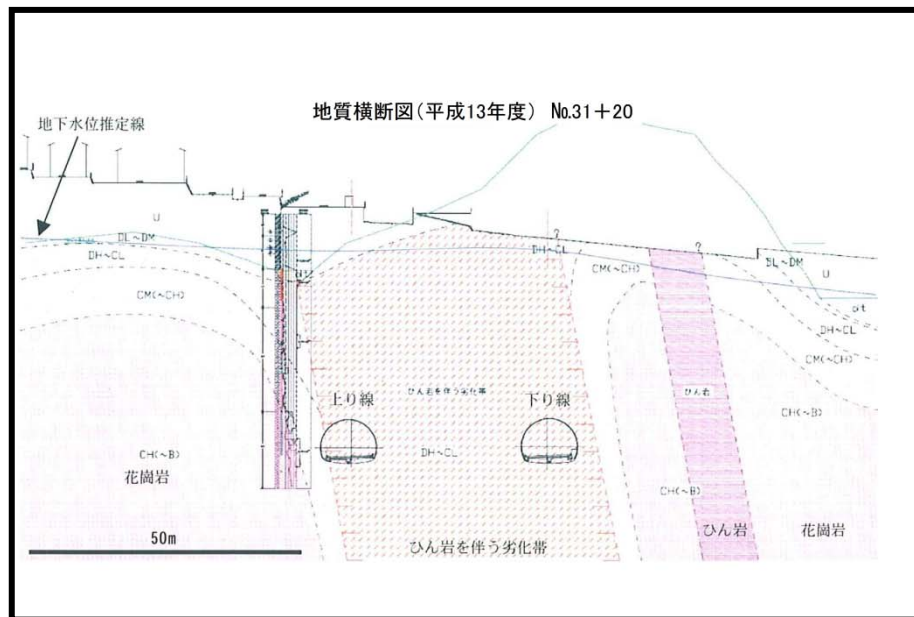 地質横断図(平成13年度) №31+20
地下水位推定線
U
DL~DM
DH~CL
CM(~CH)
CH(~B)
花崗岩
50m
上り線
ひん岩を伴う劣化帯
下り線
DH~CL
ひん岩を伴う劣化帯
?
DH~CL
CM(~CH)
CH(~B)
?
ひん岩
ひん岩
DL~DM
U
DH~CL
CM(~CH)
CH(~B)
花崗岩